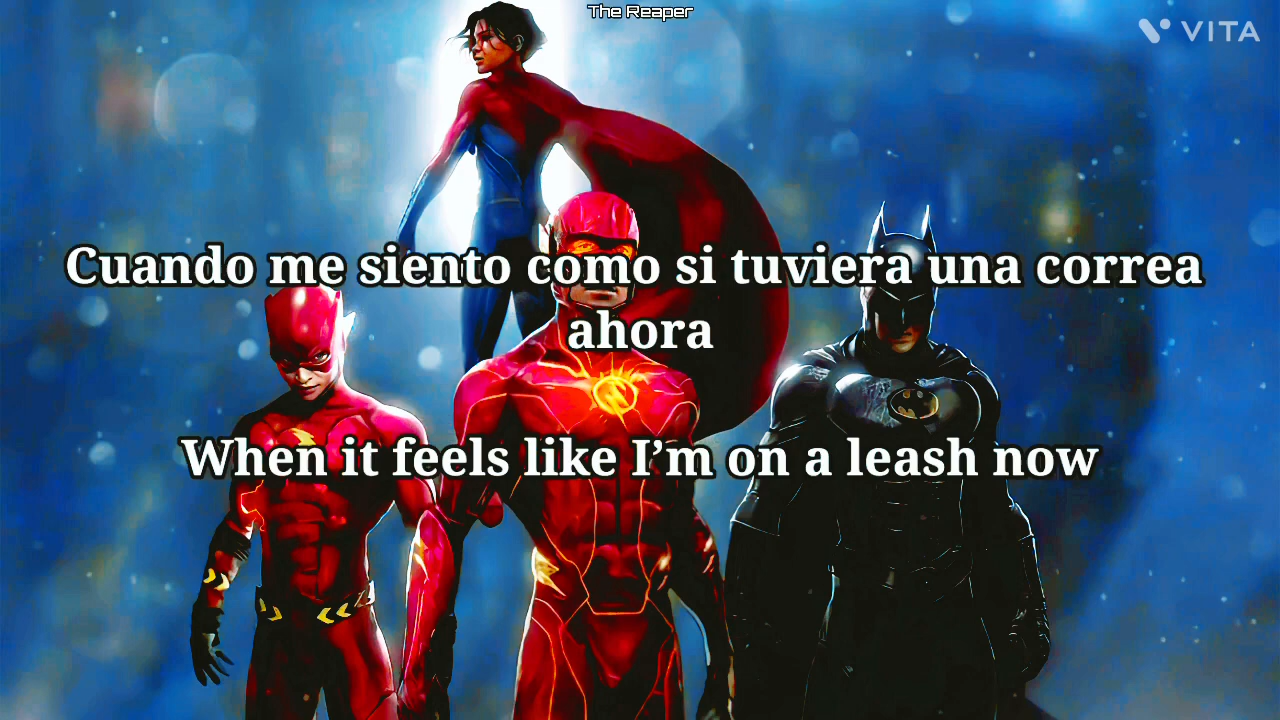 The Reaper
VITA
Cuando me siento como si tuviera una correa
ahora
When it feels like I’m on a leash now